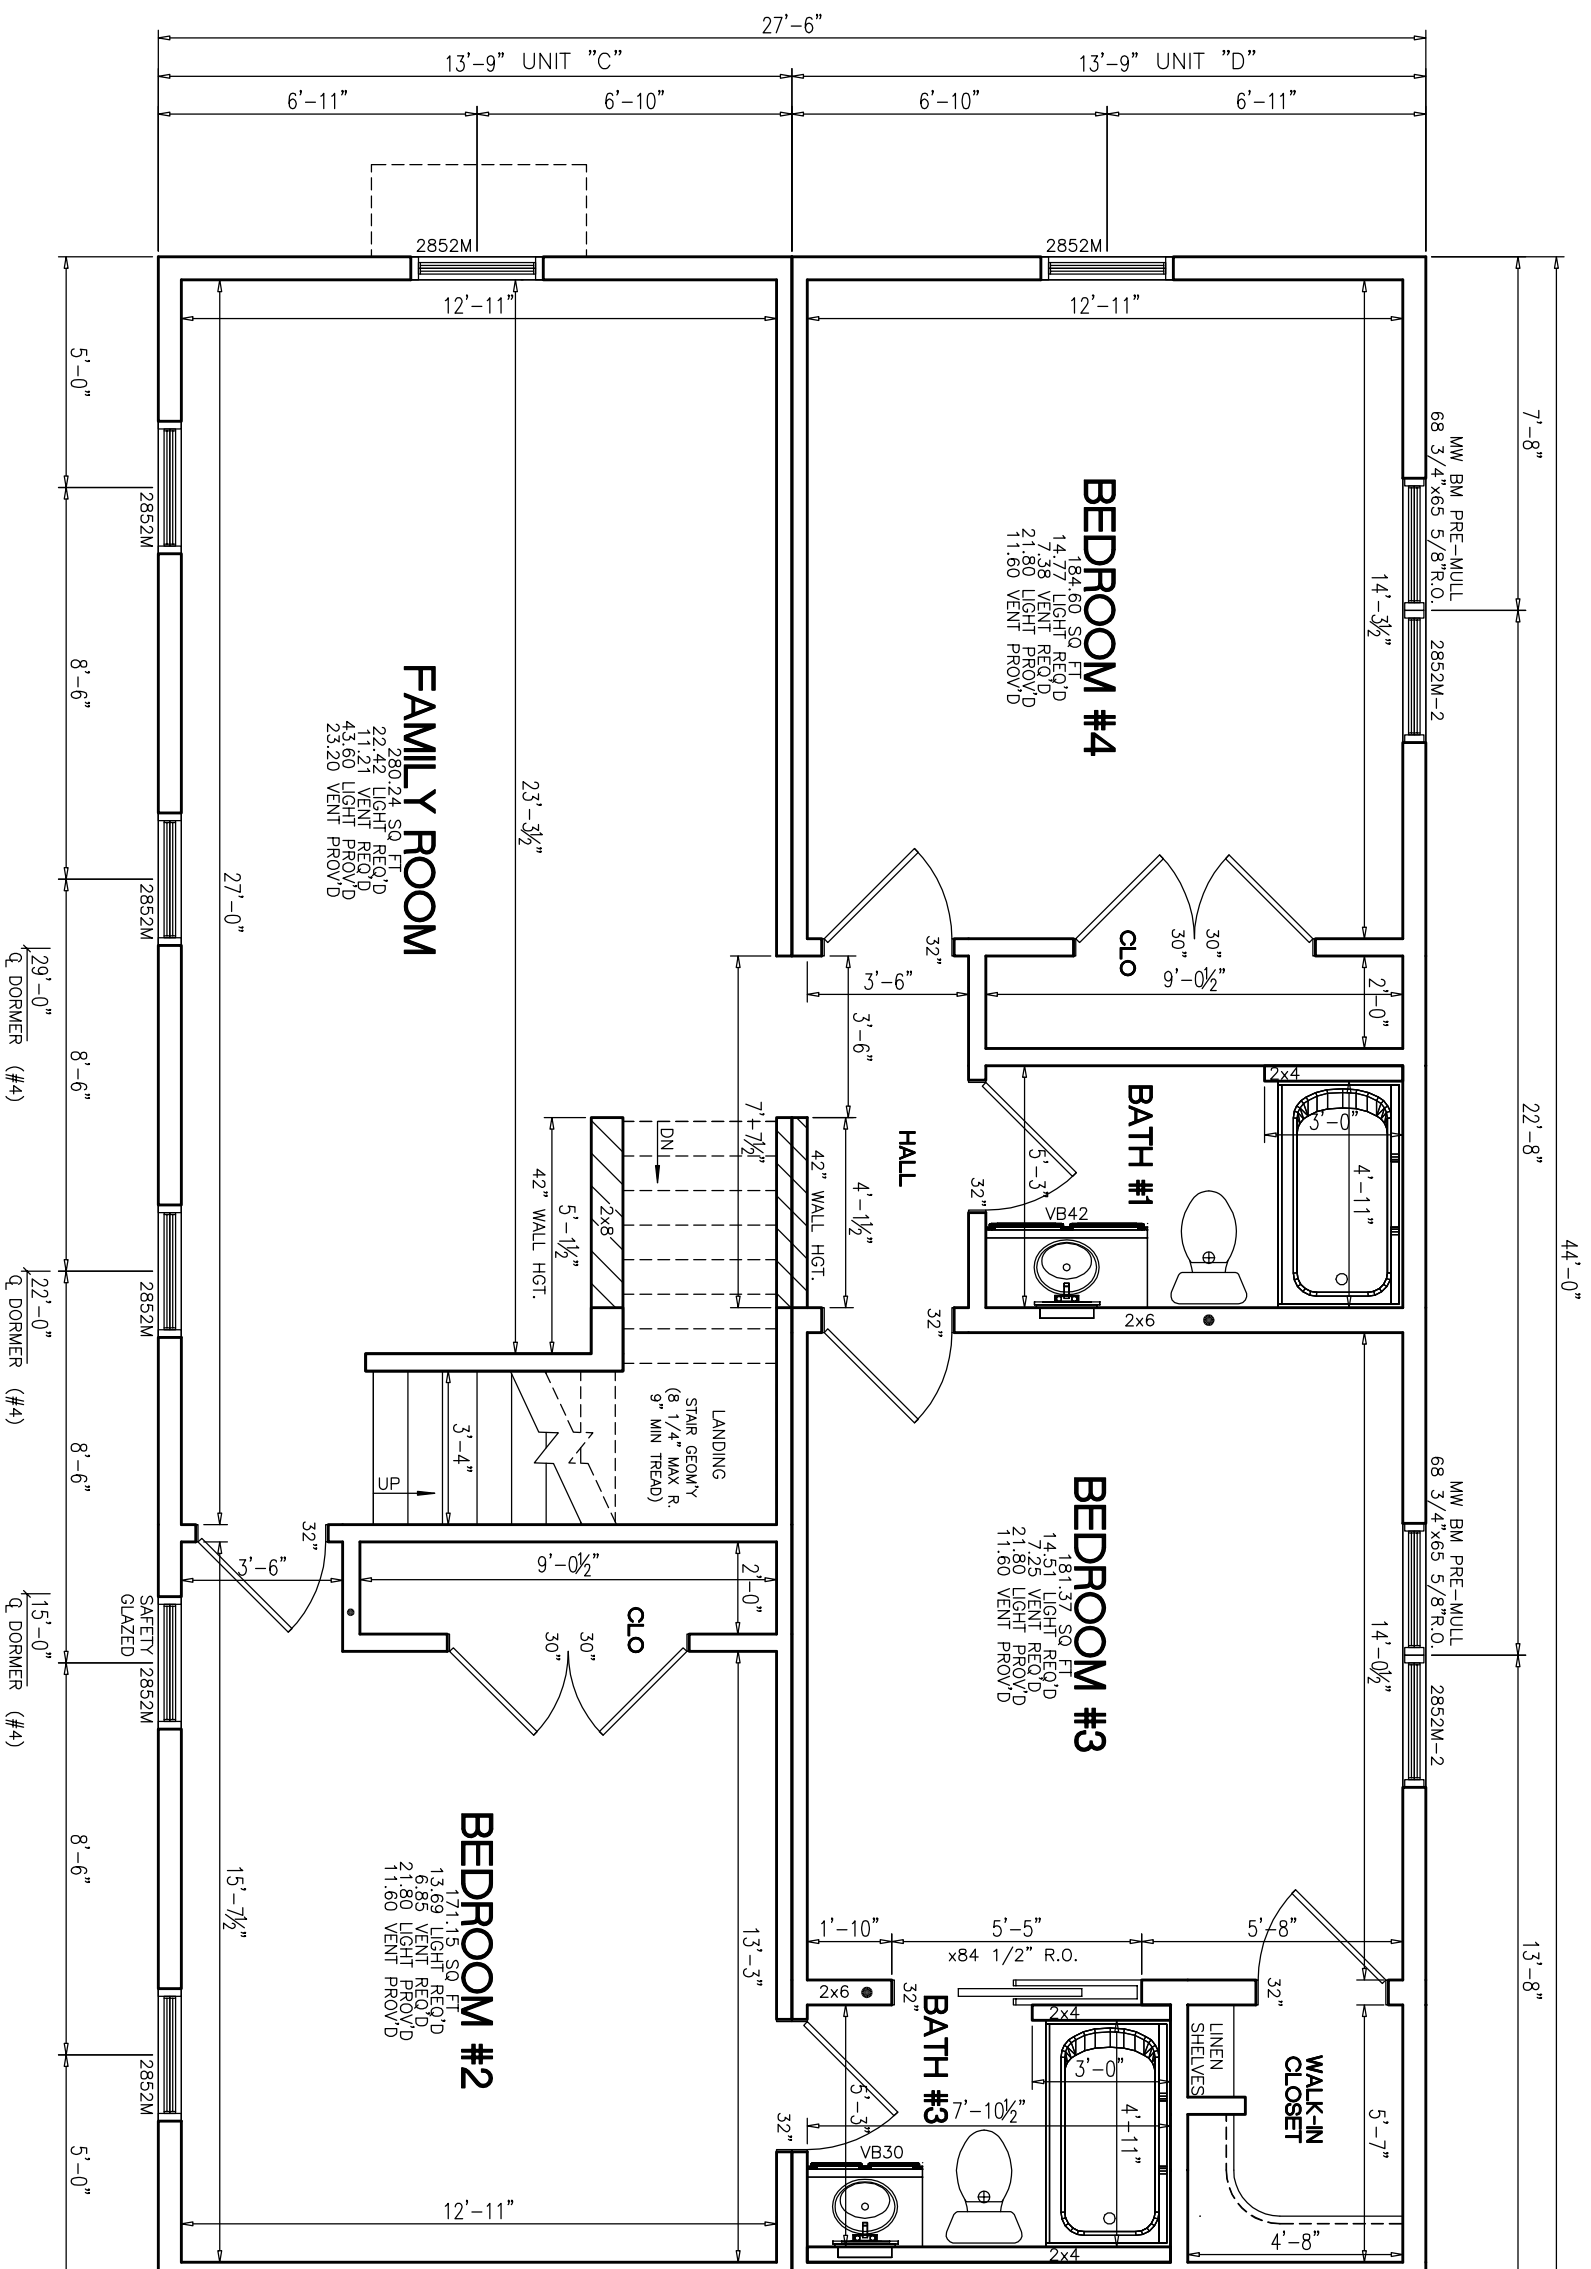 27'-6"
13'-9" UNIT "C"
13'-9" UNIT "D"
6'-11"
6'-10"
6'-10"
6'-11"
2852M
2852M
12'-11"
12'-11"
44'-0"
7'-8"
22'-8"
13'-8"
MW BM PRE-MULL
68 3/4"x65 5/8"R.O.
2852M-2
MW BM PRE-MULL
68 3/4"x65 5/8"R.O.
2852M-2
14'-3½"
BEDROOM #4
184.60 SQ FT
14.77 LIGHT REQ'D
7.38 VENT REQ'D
21.80 LIGHT PROV'D
11.60 VENT PROV'D
32"
30"
30"
CLO
9'-0½"
2'-0"
3'-6"
3'-6"
7'-7½"
HALL
2x4
3'-0"
4'-11"
BATH #1
5'-3"
32"
VB42
2x6
42" WALL HGT.
4'-1½"
32"
14'-0½"
BEDROOM #3
181.37 SQ FT
14.51 LIGHT REQ'D
7.25 VENT REQ'D
21.80 LIGHT PROV'D
11.60 VENT PROV'D
1'-10"
5'-5"
x84 1/2" R.O.
5'-8"
32"
2x6
32"
BATH #3
2x4
3'-0"
4'-11"
7'-10½"
5'-3"
32"
VB30
2x4
LINEN
SHELVES
WALK-IN
CLOSET
5'-7"
4'-8"
FAMILY ROOM
280.24 SQ FT
22.42 LIGHT REQ'D
11.21 VENT REQ'D
43.60 LIGHT PROV'D
23.20 VENT PROV'D
23'-3½"
27'-0"
DN
2x8
5'-1½"
42" WALL HGT.
LANDING
STAIR GEOM'Y
(8 1/4" MAX R.
9" MIN TREAD)
3'-4"
UP
32"
3'-6"
9'-0½"
2'-0"
CLO
30"
30"
BEDROOM #2
171.15 SQ FT
13.69 LIGHT REQ'D
6.85 VENT REQ'D
21.80 LIGHT PROV'D
11.60 VENT PROV'D
13'-3"
15'-7½"
12'-11"
2852M
2852M
2852M
SAFETY
GLAZED
2852M
2852M
5'-0"
8'-6"
8'-6"
8'-6"
8'-6"
5'-0"
29'-0"
℄ DORMER (#4)
22'-0"
℄ DORMER (#4)
15'-0"
℄ DORMER (#4)